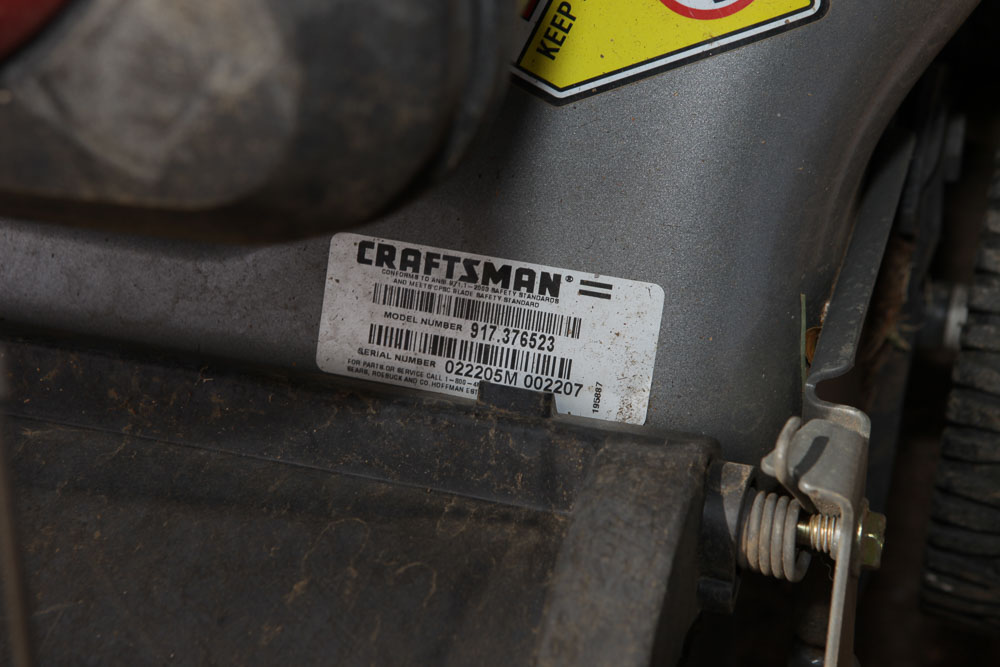 KEEP
CRAFTSMAN®
CONFORMS TO ANSI B71.1-2003 SAFETY STANDARDS
AND MEETS CPSC BLADE SAFETY STANDARD
MODEL NUMBER 917.376523
SERIAL NUMBER 022205M 002207
FOR PARTS OR SERVICE CALL 1-800-4
SEARS, ROEBUCK AND CO. HOFFMAN EST
195687